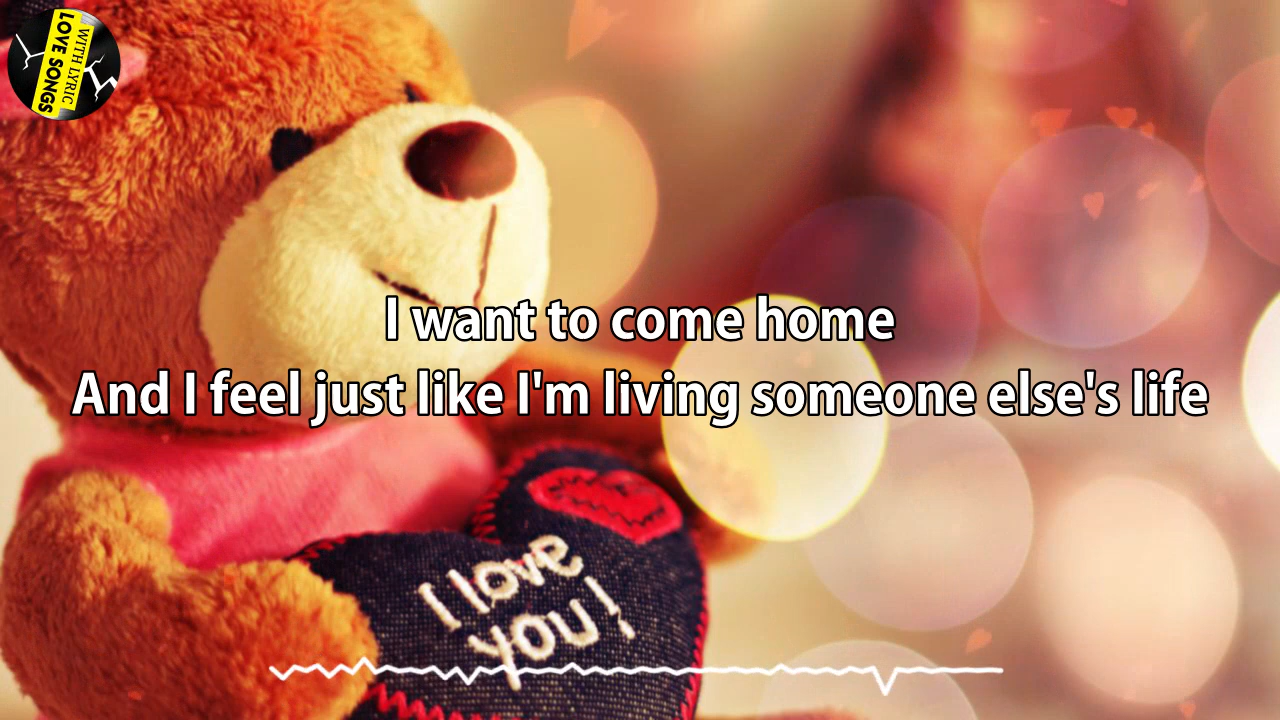 LOVE SONGS
WITH LYRIC
I want to come home
And I feel just like I'm living someone else's life
I love
You !